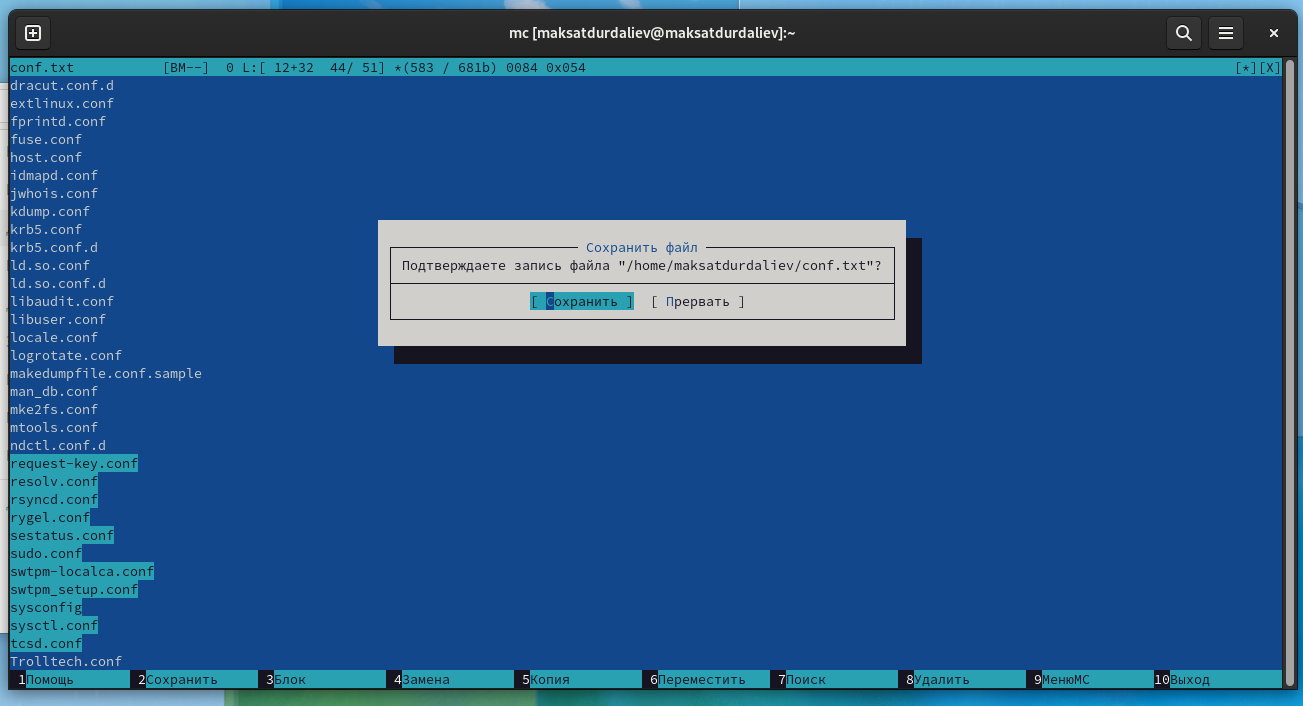 mc [maksatdurdaliev@maksatdurdaliev]:~
conf.txt [BM--] 0 L:[ 12+32 44/ 51] *(583 / 681b) 0084 0x054 [*][X]
dracut.conf.d
extlinux.conf
fprintd.conf
fuse.conf
host.conf
idmapd.conf
jwhois.conf
kdump.conf
krb5.conf
krb5.conf.d
ld.so.conf
ld.so.conf.d
libaudit.conf
libuser.conf
locale.conf
logrotate.conf
makedumpfile.conf.sample
man_db.conf
mke2fs.conf
mtools.conf
ndctl.conf.d
request-key.conf
resolv.conf
rsyncd.conf
rygel.conf
sestatus.conf
sudo.conf
swtpm-localca.conf
swtpm_setup.conf
sysconfig
sysctl.conf
tcsd.conf
Trolltech.conf
Сохранить файл
Подтверждаете запись файла "/home/maksatdurdaliev/conf.txt"?
[ Сохранить ] [ Прервать ]
1Помощь 2Сохранить 3Блок 4Замена 5Копия 6Переместить 7Поиск 8Удалить 9МенюMC 10Выход